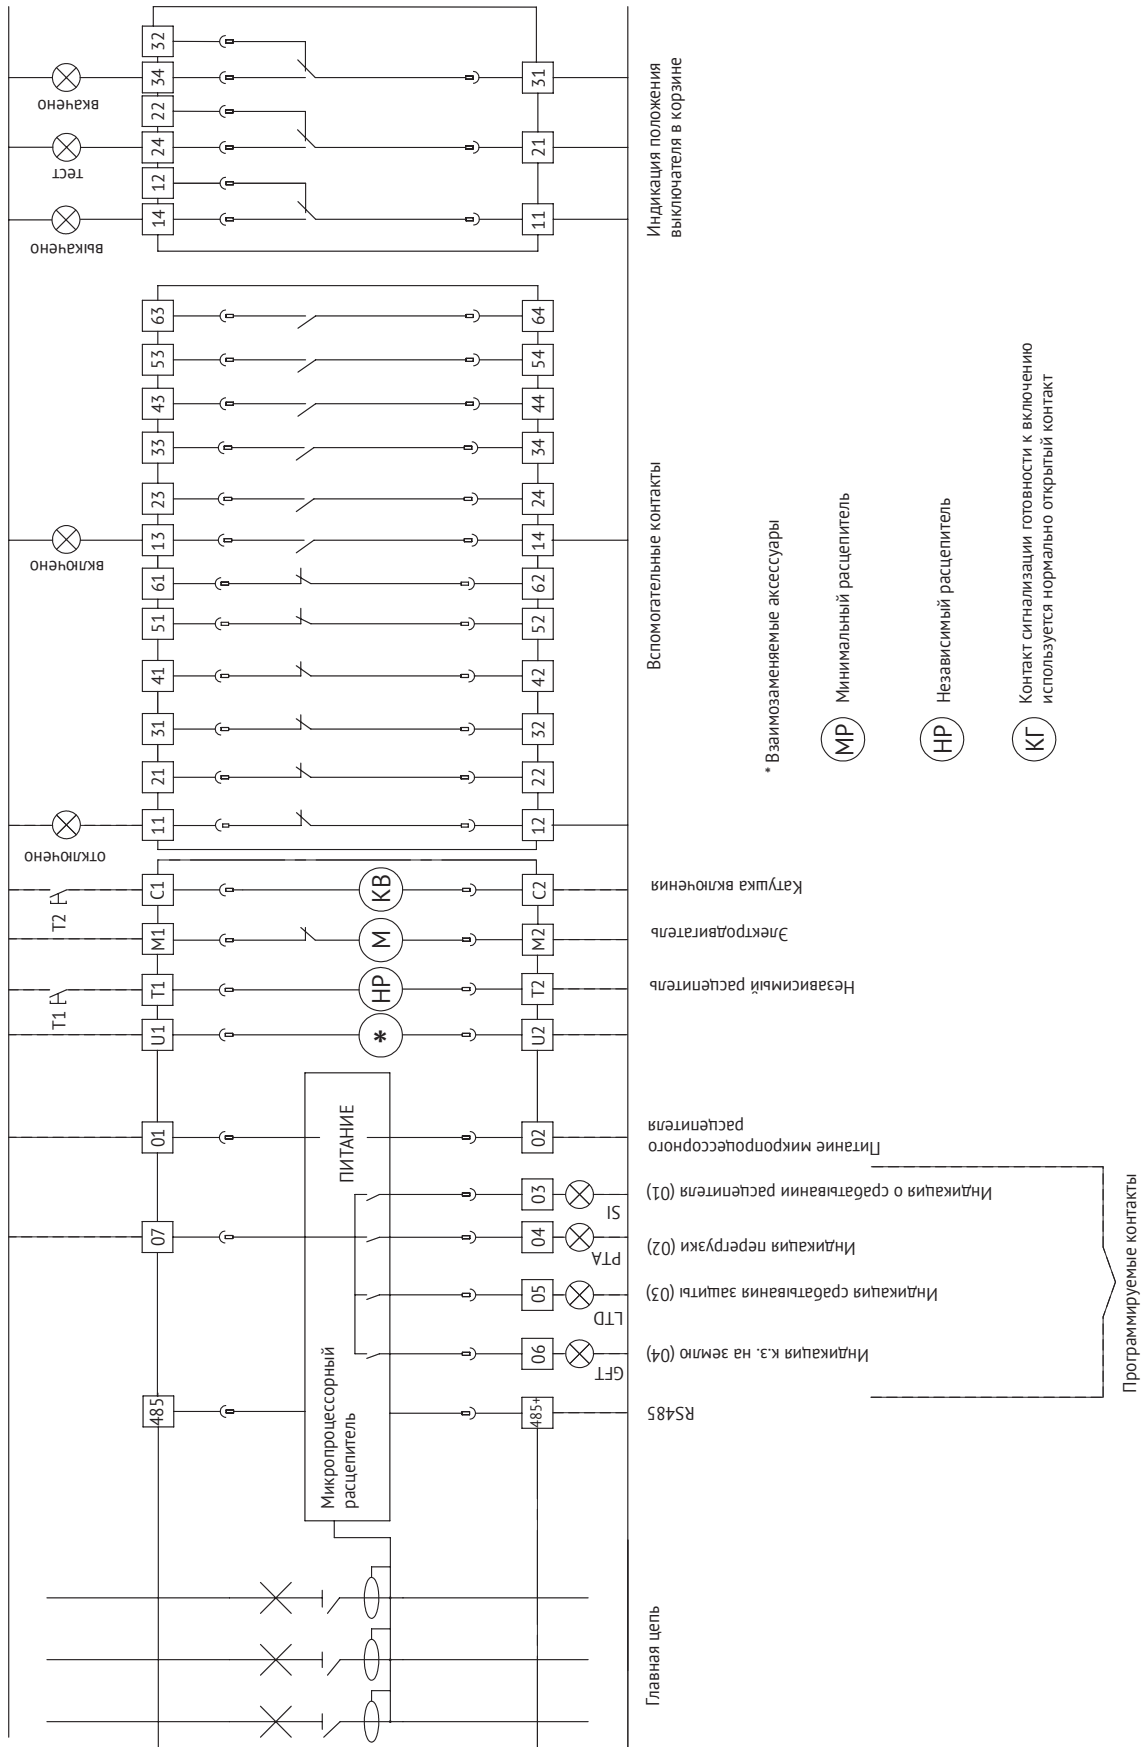 вкачено
тест
выкачено
включено
отключено
T2
T1
32
34
22
24
12
14
63
53
43
33
23
13
61
51
41
31
21
11
C1
M1
T1
U1
01
07
485-
КВ
М
НР
*
ПИТАНИЕ
Микропроцессорный
расцепитель
31
21
11
64
54
44
34
24
14
62
52
42
32
22
12
C2
M2
T2
U2
02
03
04
05
06
485+
SI
PTA
LTD
GFT
Индикация положения
выключателя в корзине
Вспомогательные контакты
Катушка включения
Электродвигатель
Независимый расцепитель
Питание микропроцессорного
расцепителя
Индикация о срабатывании расцепителя (01)
Индикация перегрузки (02)
Индикация срабатывания защиты (03)
Индикация к.з. на землю (04)
RS485
Главная цепь
Программируемые контакты
* Взаимозаменяемые аксессуары
МР Минимальный расцепитель
НР Независимый расцепитель
КГ Контакт сигнализации готовности к включению
используется нормально открытый контакт